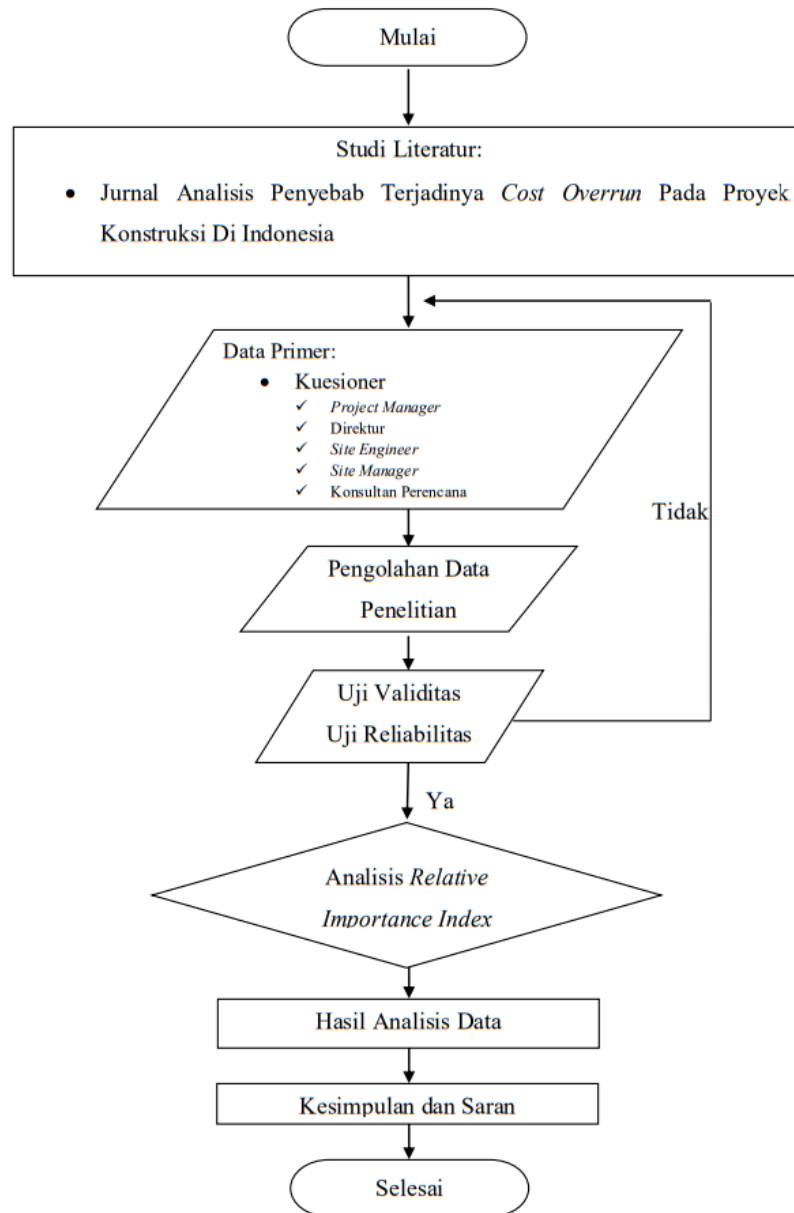 Mulai
Studi Literatur:
• Jurnal Analisis Penyebab Terjadinya Cost Overrun Pada Proyek
Konstruksi Di Indonesia
Data Primer:
• Kuesioner
✓ Project Manager
✓ Direktur
✓ Site Engineer
✓ Site Manager
✓ Konsultan Perencana
Tidak
Pengolahan Data
Penelitian
Uji Validitas
Uji Reliabilitas
Ya
Analisis Relative
Importance Index
Hasil Analisis Data
Kesimpulan dan Saran
Selesai